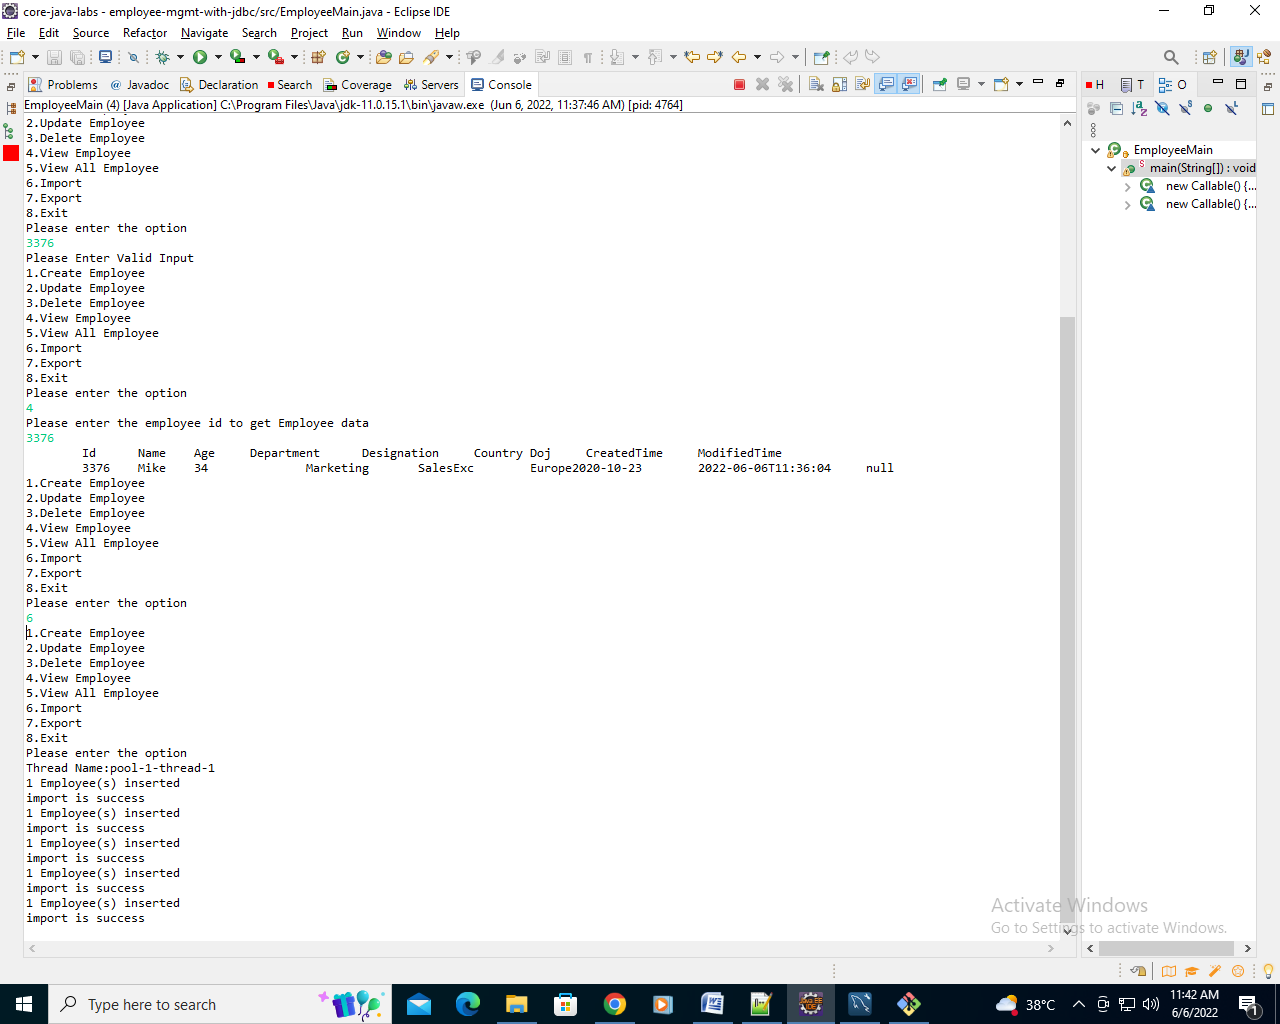 core-java-labs - employee-mgmt-with-jdbc/src/EmployeeMain.java - Eclipse IDE
File Edit Source Refactor Navigate Search Project Run Window Help
Problems @ Javadoc Declaration Search Coverage Servers Console
H T O
EmployeeMain (4) [Java Application] C:\Program Files\Java\jdk-11.0.15.1\bin\javaw.exe (Jun 6, 2022, 11:37:46 AM) [pid: 4764]
2.Update Employee
3.Delete Employee
4.View Employee
5.View All Employee
6.Import
7.Export
8.Exit
Please enter the option
3376
Please Enter Valid Input
1.Create Employee
2.Update Employee
3.Delete Employee
4.View Employee
5.View All Employee
6.Import
7.Export
8.Exit
Please enter the option
4
Please enter the employee id to get Employee data
3376
Id Name Age Department Designation Country Doj CreatedTime ModifiedTime
3376 Mike 34 Marketing SalesExc Europe2020-10-23 2022-06-06T11:36:04 null
1.Create Employee
2.Update Employee
3.Delete Employee
4.View Employee
5.View All Employee
6.Import
7.Export
8.Exit
Please enter the option
6
1.Create Employee
2.Update Employee
3.Delete Employee
4.View Employee
5.View All Employee
6.Import
7.Export
8.Exit
Please enter the option
Thread Name:pool-1-thread-1
1 Employee(s) inserted
import is success
1 Employee(s) inserted
import is success
1 Employee(s) inserted
import is success
1 Employee(s) inserted
import is success
1 Employee(s) inserted
import is success
EmployeeMain
main(String[]) : void
new Callable() {...
new Callable() {...
Activate Windows
Go to Settings to activate Windows.
Type here to search
38°C
11:42 AM
6/6/2022
1